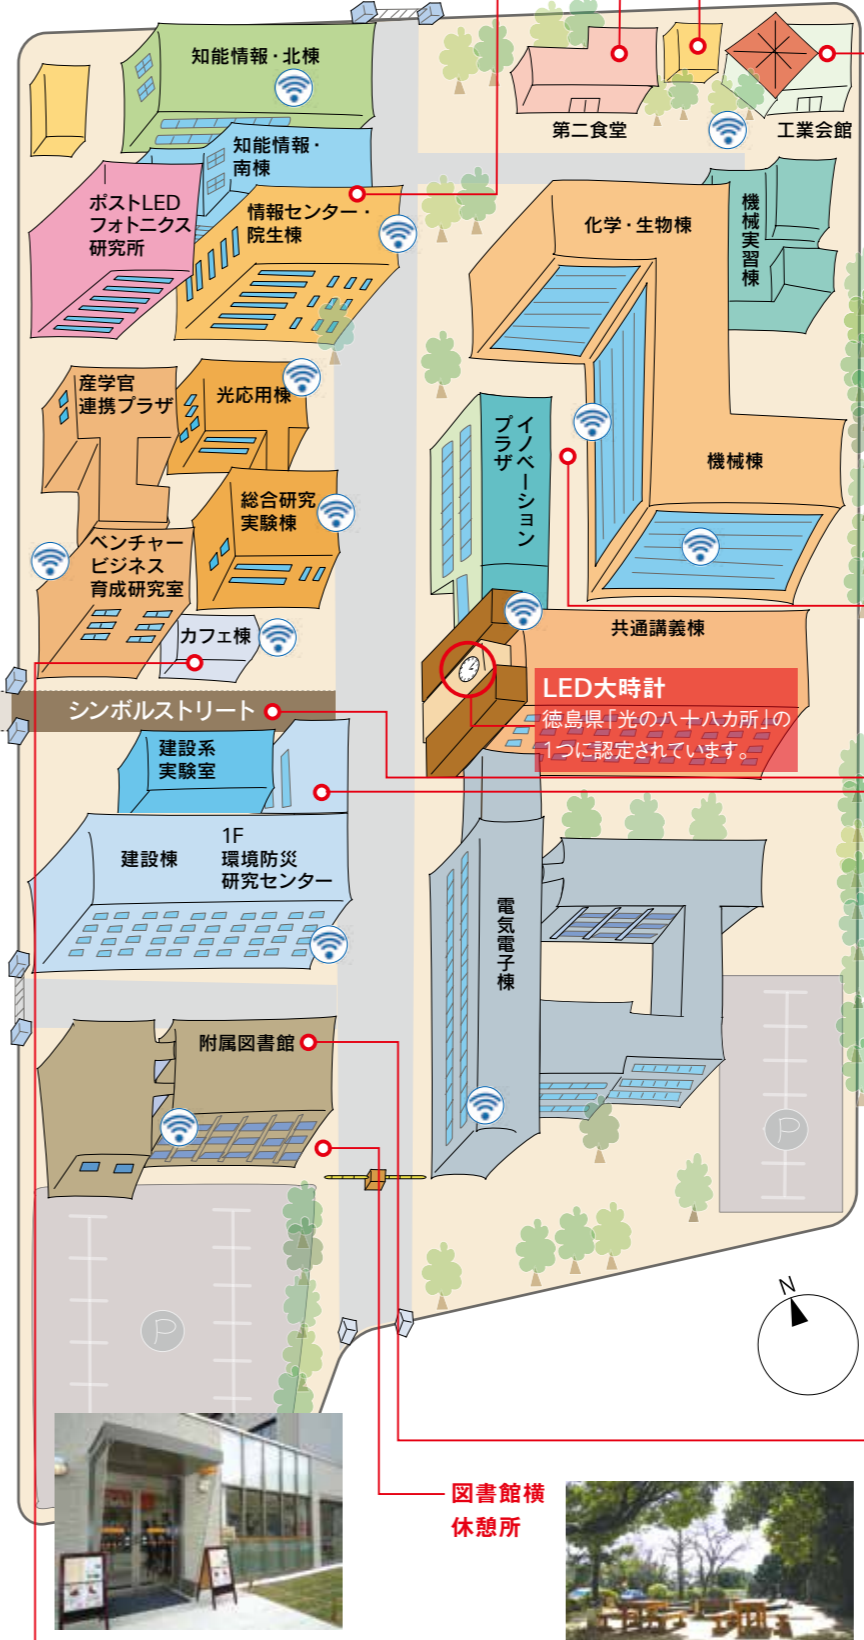 知能情報・北棟
第二食堂
工業会館
知能情報・
南棟
ポストLED
フォトニクス
研究所
情報センター・
院生棟
化学・生物棟
機械実習棟
産学官
連携プラザ
光応用棟
イノベーション
プラザ
機械棟
総合研究
実験棟
ベンチャー
ビジネス
育成研究室
カフェ棟
共通講義棟
LED大時計
徳島県「光の八十八カ所」の
1つに認定されています。
シンボルストリート
建設系
実験室
建設棟
1F
環境防災
研究センター
電気電子棟
附属図書館
P
P
N
図書館横
休憩所